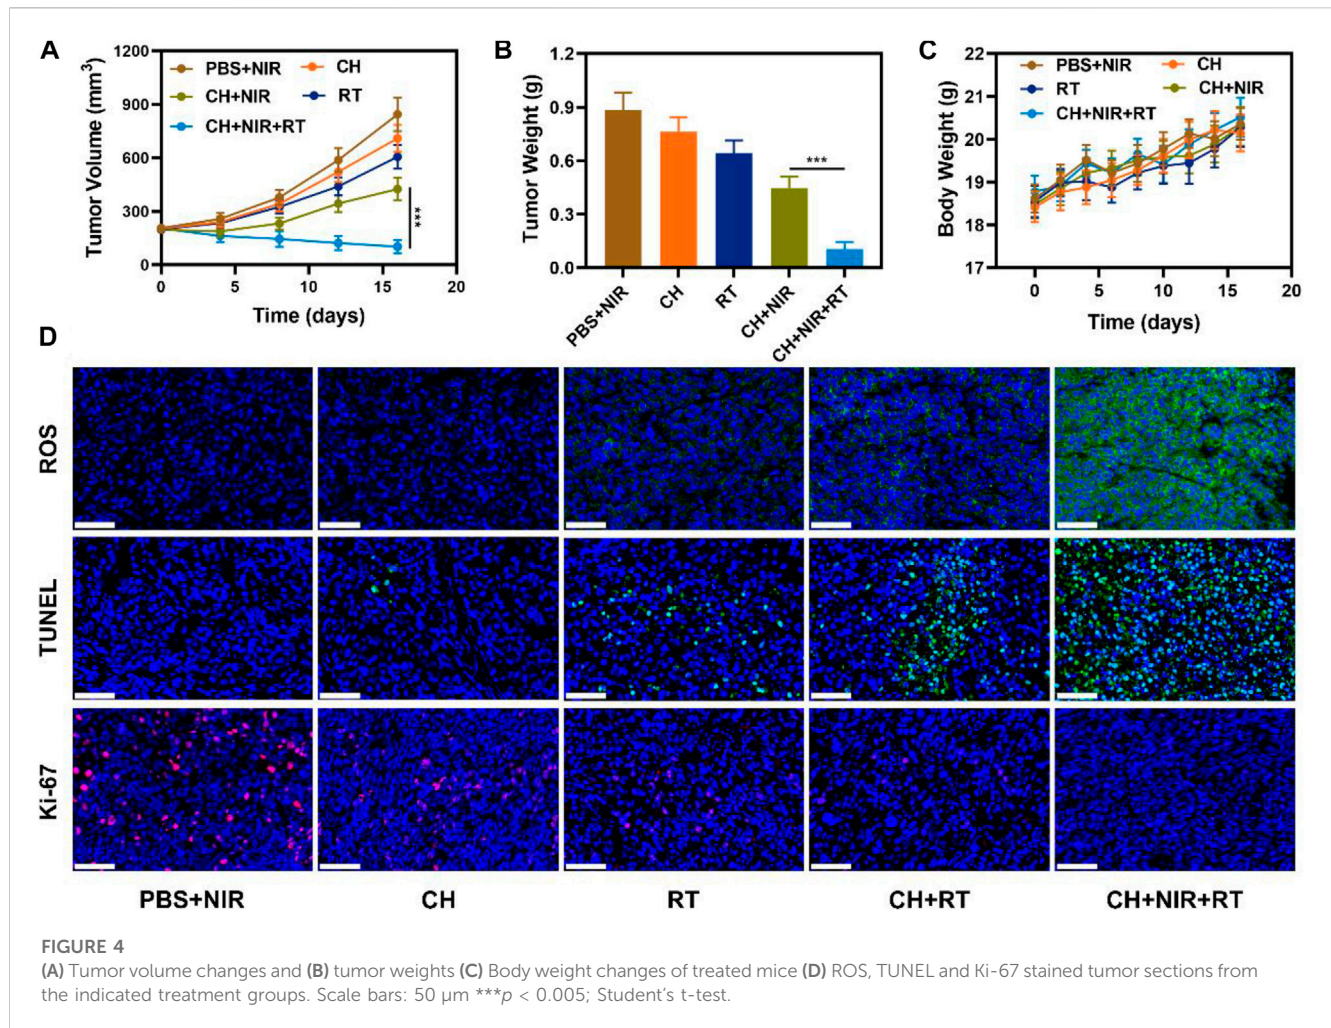 A
Tumor Volume (mm³)
1200
900
600
300
0
PBS+NIR
CH
CH+NIR
RT
CH+NIR+RT
***
0 5 10 15 20
Time (days)
B
Tumor Weight (g)
1.2
0.9
0.6
0.3
0.0
***
PBS+NIR
CH
RT
CH+NIR
CH+NIR+RT
C
Body Weight (g)
22
21
20
19
18
17
PBS+NIR
CH
RT
CH+NIR
CH+NIR+RT
0 5 10 15 20
Time (days)
D
ROS
TUNEL
Ki-67
PBS+NIR CH RT CH+RT CH+NIR+RT
FIGURE 4
(A) Tumor volume changes and (B) tumor weights (C) Body weight changes of treated mice (D) ROS, TUNEL and Ki-67 stained tumor sections from
the indicated treatment groups. Scale bars: 50 µm ***p < 0.005; Student's t-test.